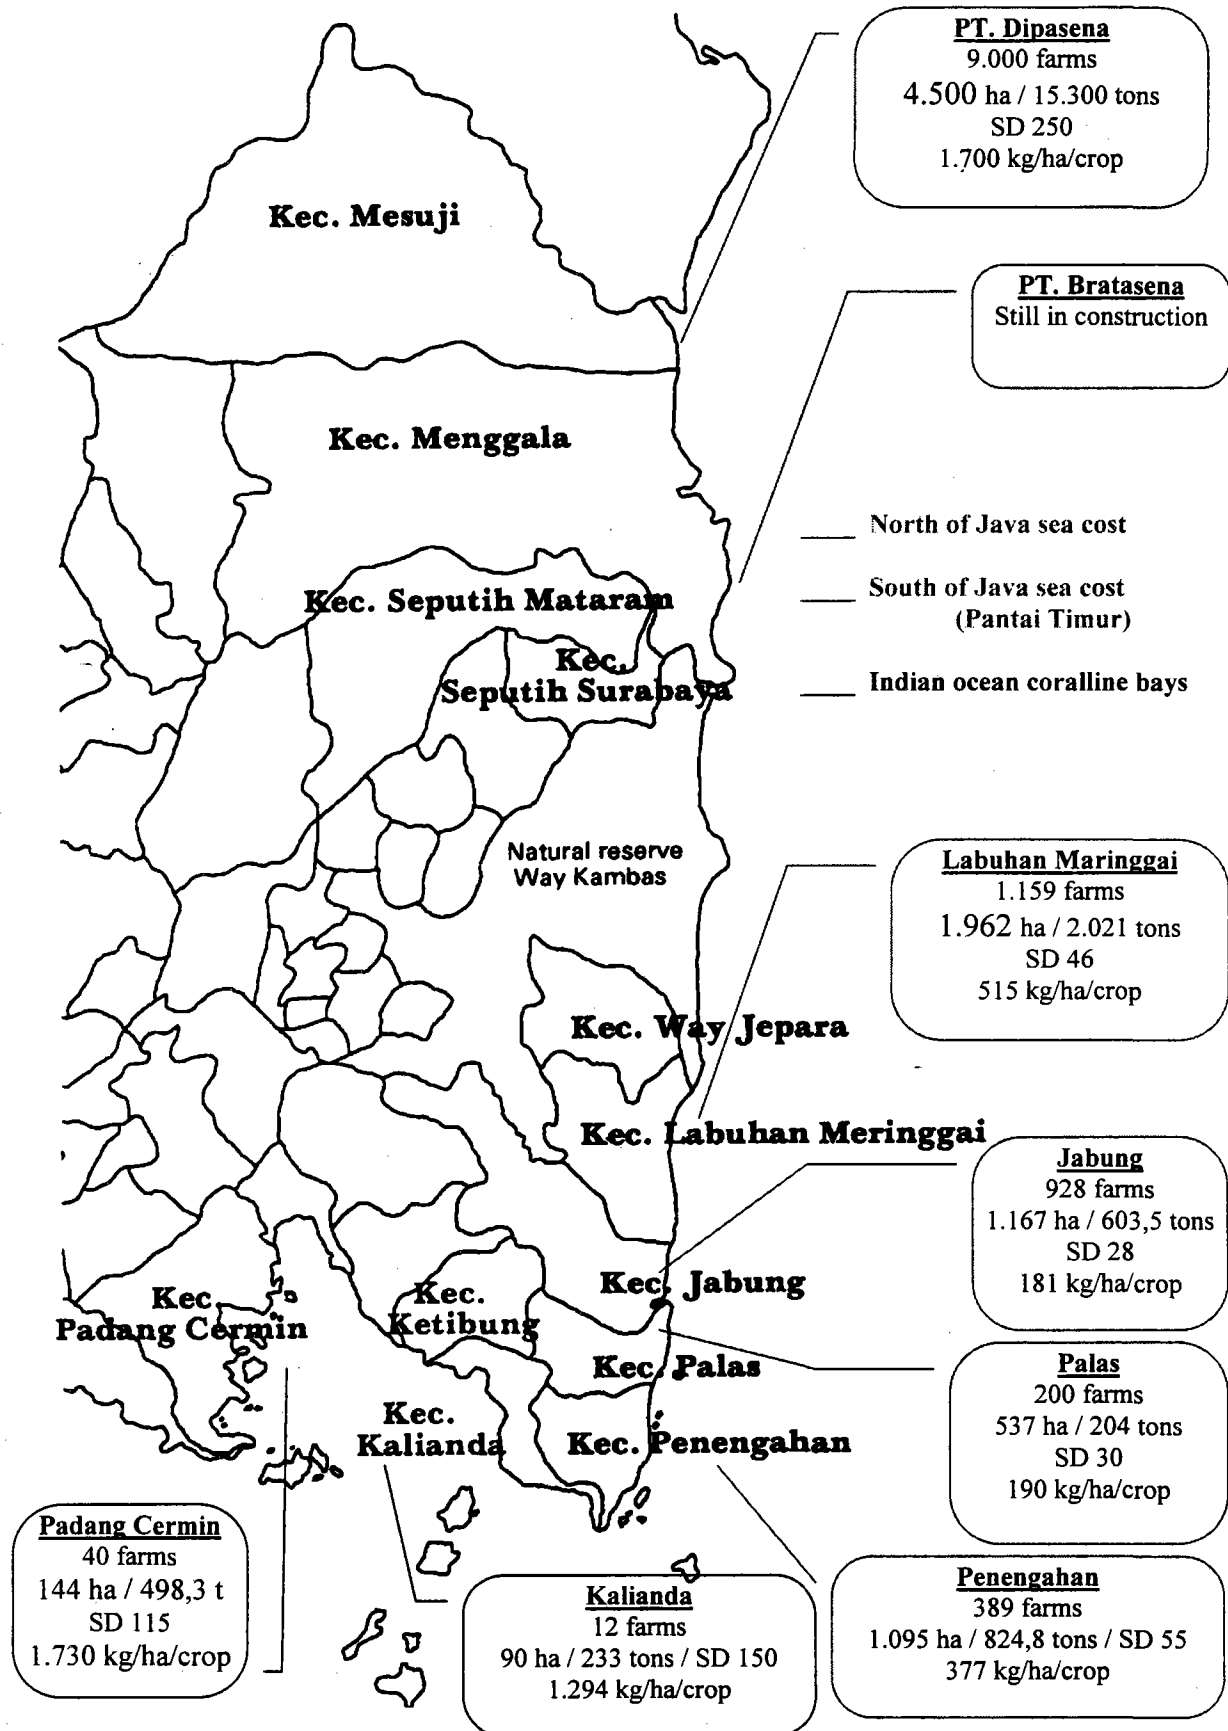 PT. Dipasena
9.000 farms
4.500 ha / 15.300 tons
SD 250
1.700 kg/ha/crop
Kec. Mesuji
PT. Bratasena
Still in construction
Kec. Menggala
North of Java sea cost
South of Java sea cost
(Pantai Timur)
Indian ocean coralline bays
Kec. Seputih Mataram
Kec.
Seputih Surabaya
Natural reserve
Way Kambas
Labuhan Maringgai
1.159 farms
1.962 ha / 2.021 tons
SD 46
515 kg/ha/crop
Kec. Way Jepara
Kec. Labuhan Meringgai
Jabung
928 farms
1.167 ha / 603,5 tons
SD 28
181 kg/ha/crop
Kec. Jabung
Kec.
Padang Cermin
Kec.
Ketibung
Kec. Palas
Palas
200 farms
537 ha / 204 tons
SD 30
190 kg/ha/crop
Kec.
Kalianda
Kec. Penengahan
Padang Cermin
40 farms
144 ha / 498,3 t
SD 115
1.730 kg/ha/crop
Kalianda
12 farms
90 ha / 233 tons / SD 150
1.294 kg/ha/crop
Penengahan
389 farms
1.095 ha / 824,8 tons / SD 55
377 kg/ha/crop